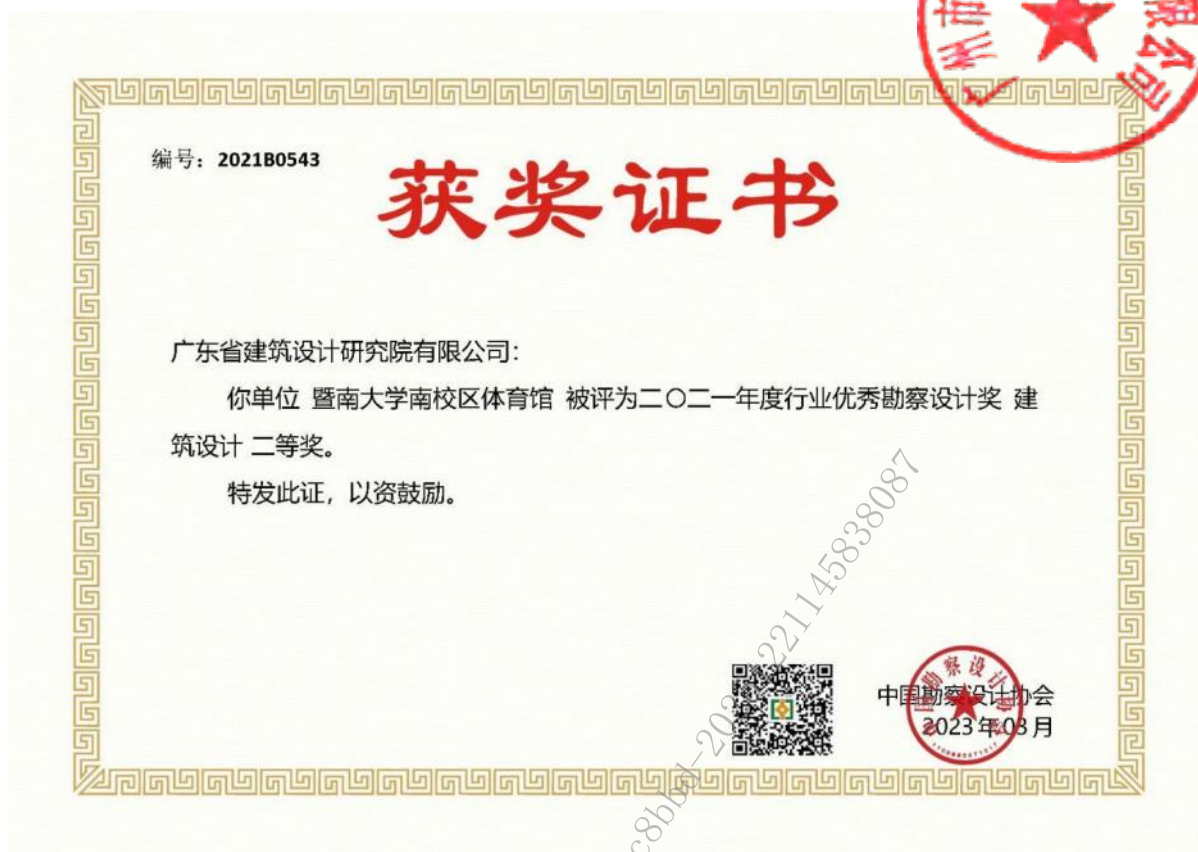 编号：2021B0543
获奖证书
广东省建筑设计研究院有限公司：
你单位 暨南大学南校区体育馆 被评为二〇二一年度行业优秀勘察设计奖 建
筑设计 二等奖。
特发此证，以资鼓励。
中国勘察设计协会
2023年03月